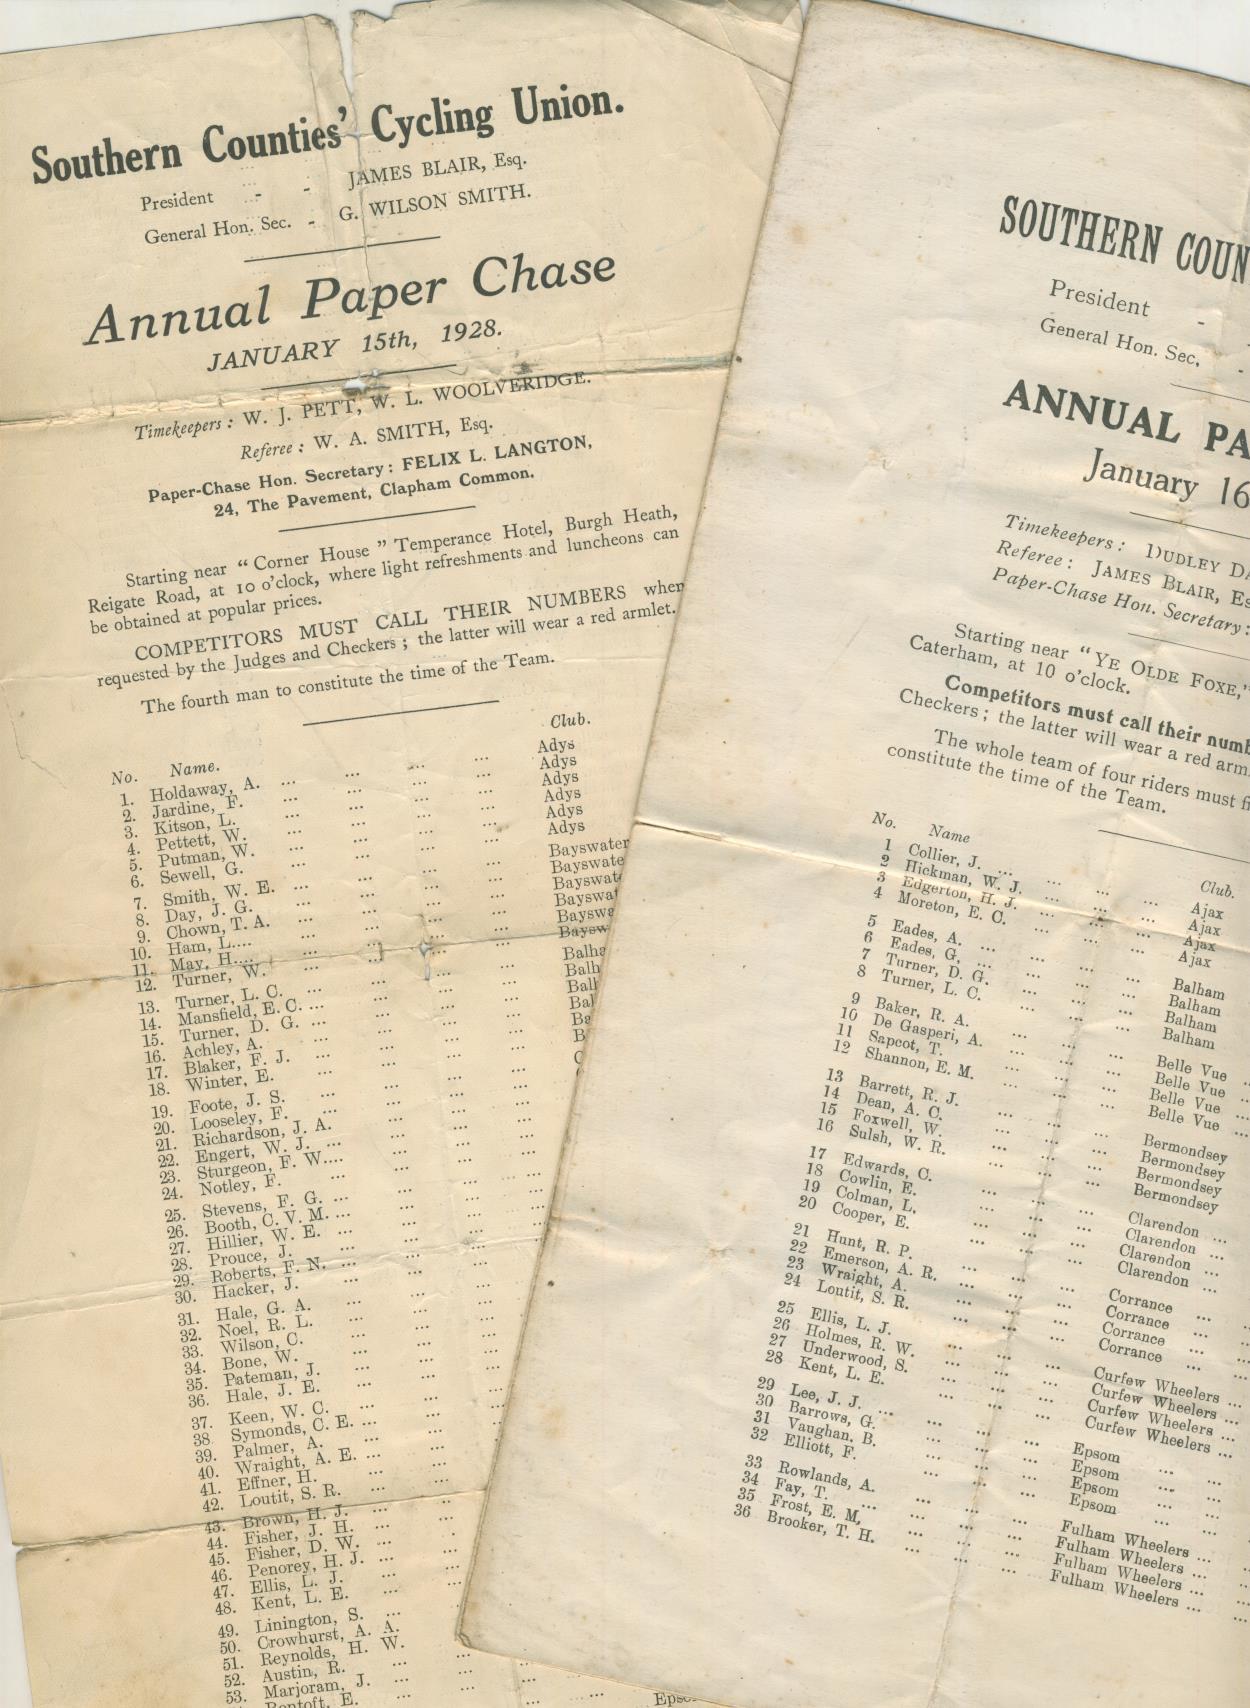 Southern Counties' Cycling Union.
President - - JAMES BLAIR, Esq.
General Hon. Sec. - G. WILSON SMITH.
Annual Paper Chase
JANUARY 15th, 1928.
Timekeepers: W. J. PETT, W. L. WOOLVERIDGE.
Referee: W. A. SMITH, Esq.
Paper-Chase Hon. Secretary: FELIX L. LANGTON,
24, The Pavement, Clapham Common.
Starting near "Corner House" Temperance Hotel, Burgh Heath,
Reigate Road, at 10 o'clock, where light refreshments and luncheons can
be obtained at popular prices.
COMPETITORS MUST CALL THEIR NUMBERS when
requested by the Judges and Checkers; the latter will wear a red armlet.
The fourth man to constitute the time of the Team.
No. Name. Club.
1. Holdaway, A. ... ... ... ... Adys
2. Jardine, F. ... ... ... ... Adys
3. Kitson, L. ... ... ... ... Adys
4. Pettett, W. ... ... ... ... Adys
5. Putman, W. ... ... ... ... Adys
6. Sewell, G. ... ... ... ... Adys
7. Smith, W. E. ... ... ... ... Bayswater
8. Day, J. G. ... ... ... ... Bayswater
9. Chown, T. A. ... ... ... ... Bayswate
10. Ham, L.... ... ... ... Bayswa
11. May, H.... ... ... ... Bayswa
12. Turner, W. ... ... ... ... Baysw
13. Turner, L. C. ... ... ... ... Balha
14. Mansfield, E. C. ... ... ... ... Balh
15. Turner, D. G. ... ... ... ... Ball
16. Achley, A. ... ... ... ... Bal
17. Blaker, F. J. ... ... ... ... Ba
18. Winter, E. ... ... ... ... B
19. Foote, J. S. ... ... ...
20. Looseley, F. ... ... ...
21. Richardson, J. A. ... ...
22. Engert, W. J. ... ... ...
23. Sturgeon, F. W.... ... ...
24. Notley, F. ... ... ...
25. Stevens, F. G. ... ... ...
26. Booth, C. V. M. ... ... ...
27. Hillier, W. E. ... ... ...
28. Prouce, J. ... ... ...
29. Roberts, F. N. ... ... ...
30. Hacker, J. ... ... ...
31. Hale, G. A. ... ... ...
32. Noel, R. L. ... ... ...
33. Wilson, C. ... ... ...
34. Bone, W. ... ... ...
35. Pateman, J. ... ... ...
36. Hale, J. E. ... ... ...
37. Keen, W. C. ... ... ...
38. Symonds, C. E. ... ... ...
39. Palmer, A. ... ... ...
40. Wraight, A. E. ... ... ...
41. Effner, H. ... ... ...
42. Loutit, S. R. ... ... ...
43. Brown, H. J. ... ... ...
44. Fisher, J. H. ... ... ...
45. Fisher, D. W. ... ... ...
46. Penorey, H. J. ... ... ...
47. Ellis, L. J. ... ... ...
48. Kent, L. E. ... ...
49. Linington, S. ... ...
50. Crowhurst, A. A. ...
51. Reynolds, H. W. ...
52. Austin, R. ... ...
53. Marjoram, J. ... ...
Bentoft, E. ... ... ... Epso
SOUTHERN COUN
President -
General Hon. Sec, -
ANNUAL PA
January 16
Timekeepers: DUDLEY DA
Referee: JAMES BLAIR, Es
Paper-Chase Hon. Secretary:
Starting near "YE OLDE FOXE,"
Caterham, at 10 o'clock.
Competitors must call their numb
Checkers; the latter will wear a red arm
The whole team of four riders must fi
constitute the time of the Team.
No. Name Club.
1 Collier, J. ... ... ... ... Ajax
2 Hickman, W. J. ... ... ... Ajax
3 Edgerton, H. J. ... ... ... Ajax
4 Moreton, E. C. ... ... ... Ajax
5 Eades, A. ... ... ... ... Balham
6 Eades, G, ... ... ... ... Balham
7 Turner, D. G. ... ... ... Balham
8 Turner, L. C. ... ... ... Balham
9 Baker, R. A. ... ... ... Belle Vue ...
10 De Gasperi, A. ... ... ... Belle Vue ...
11 Sapcot, T. ... ... ... Belle Vue ...
12 Shannon, E. M. ... ... ... Belle Vue ...
13 Barrett, R. J. ... ... ... Bermondsey
14 Dean, A. C. ... ... ... Bermondsey
15 Foxwell, W. ... ... ... Bermondsey
16 Sulsh, W. R. ... ... ... Bermondsey
17 Edwards, C. ... ... ... Clarendon ...
18 Cowlin, E. ... ... ... Clarendon ...
19 Colman, L. ... ... ... Clarendon ...
20 Cooper, E. ... ... ... Clarendon ...
21 Hunt, R. P. ... ... ... Corrance ...
22 Emerson, A. R. ... ... ... Corrance ...
23 Wraight, A. ... ... ... Corrance ...
24 Loutit, S. R. ... ... ... Corrance ...
25 Ellis, L. J. ... ... ... Curfew Wheelers ...
26 Holmes, R. W. ... ... ... Curfew Wheelers ...
27 Underwood, S. ... ... ... Curfew Wheelers ...
28 Kent, L. E. ... ... ... Curfew Wheelers ...
29 Lee, J. J. ... ... ... ... Epsom ... ...
30 Barrows, G. ... ... ... Epsom ... ...
31 Vaughan. B. ... ... ... Epsom ... ...
32 Elliott, F. ... ... ... Epsom ... ...
33 Rowlands, A. ... ... ... Fulham Wheelers ...
34 Fay, T. ... ... ... ... Fulham Wheelers ...
35 Frost, E. M, ... ... ... Fulham Wheelers ...
36 Brooker, T. H. ... ... ... Fulham Wheelers ...